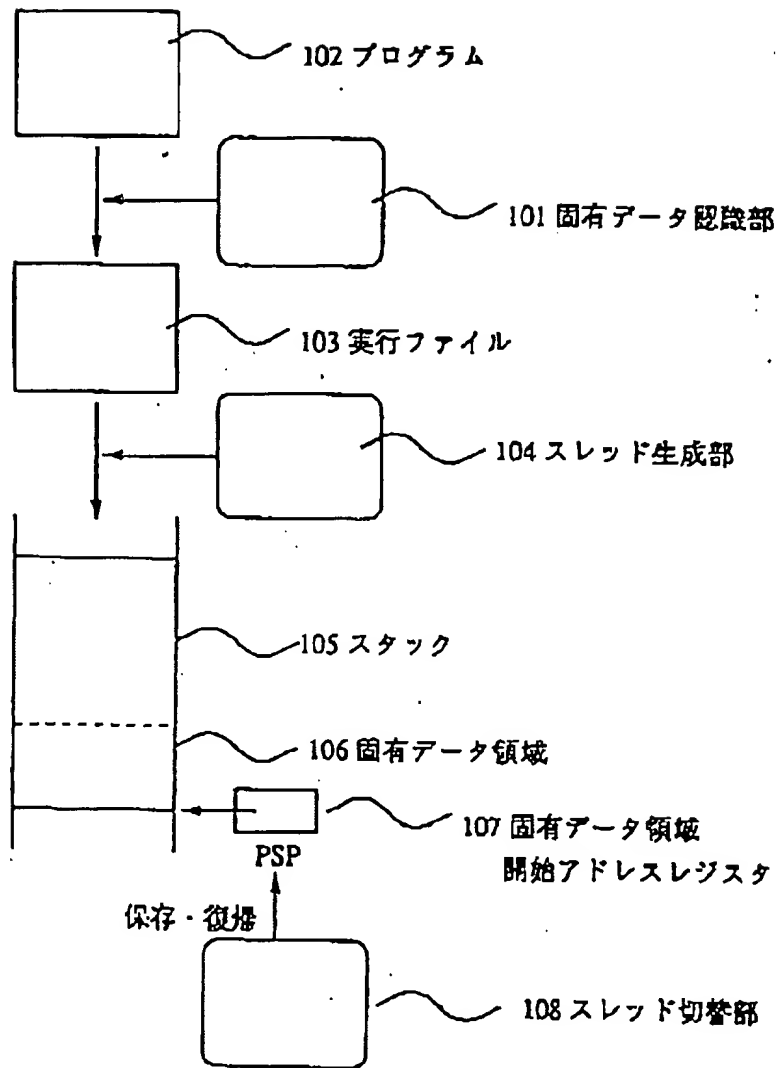 102 プログラム
101 固有データ認識部
103 実行ファイル
104 スレッド生成部
105 スタック
106 固有データ領域
107 固有データ領域
開始アドレスレジスタ
PSP
保存・復帰
108 スレッド切替部